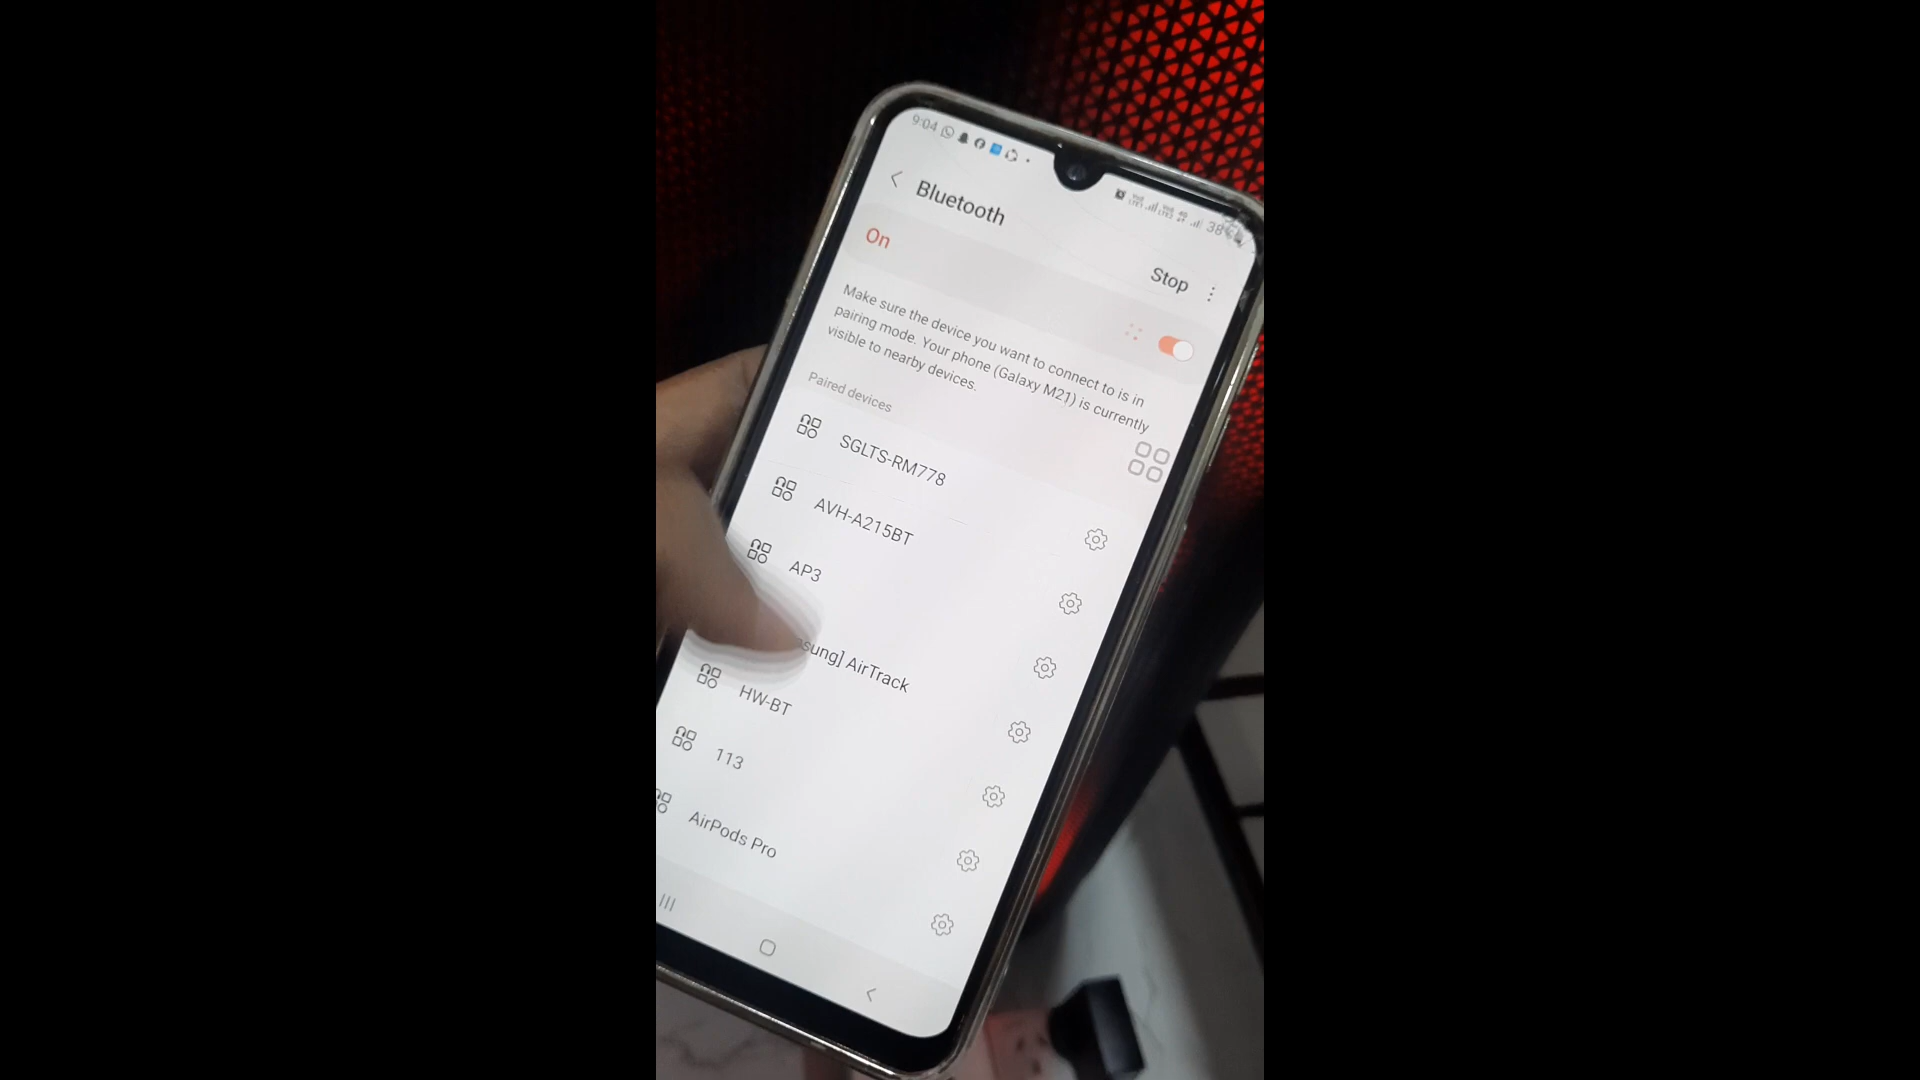 9:04
38%
Bluetooth
Stop
On
Make sure the device you want to connect to is in
pairing mode. Your phone (Galaxy M21) is currently
visible to nearby devices.
Paired devices
SGLTS-RM778
AVH-A215BT
AP3
sung] AirTrack
HW-BT
113
AirPods Pro